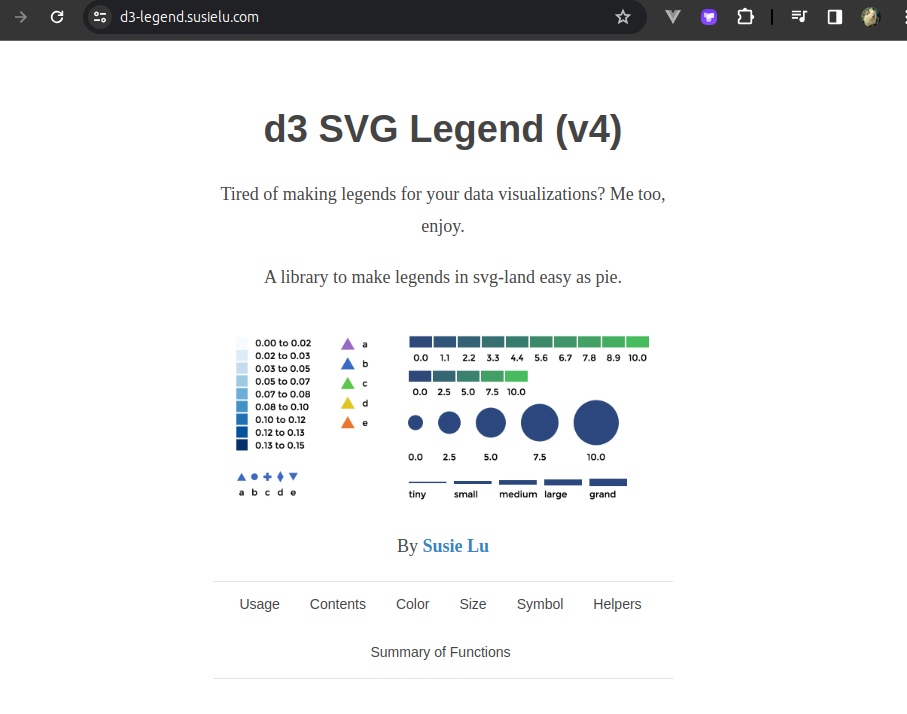 d3-legend.susielu.com
d3 SVG Legend (v4)
Tired of making legends for your data visualizations? Me too,
enjoy.
A library to make legends in svg-land easy as pie.
0.00 to 0.02
0.02 to 0.03
0.03 to 0.05
0.05 to 0.07
0.07 to 0.08
0.08 to 0.10
0.10 to 0.12
0.12 to 0.13
0.13 to 0.15
a b c d e
a
b
c
d
e
0.0 1.1 2.2 3.3 4.4 5.6 6.7 7.8 8.9 10.0
0.0 2.5 5.0 7.5 10.0
0.0 2.5 5.0 7.5 10.0
tiny small medium large grand
By Susie Lu
Usage Contents Color Size Symbol Helpers
Summary of Functions